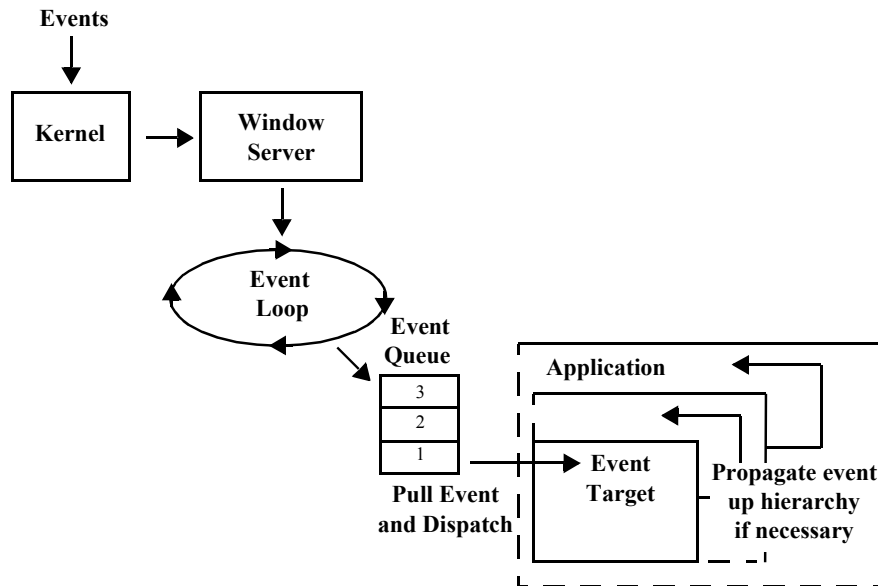 Events
Kernel
Window
Server
Event
Loop
Event
Queue
3
2
1
Pull Event
and Dispatch
Application
Event
Target
Propagate event
up hierarchy
if necessary